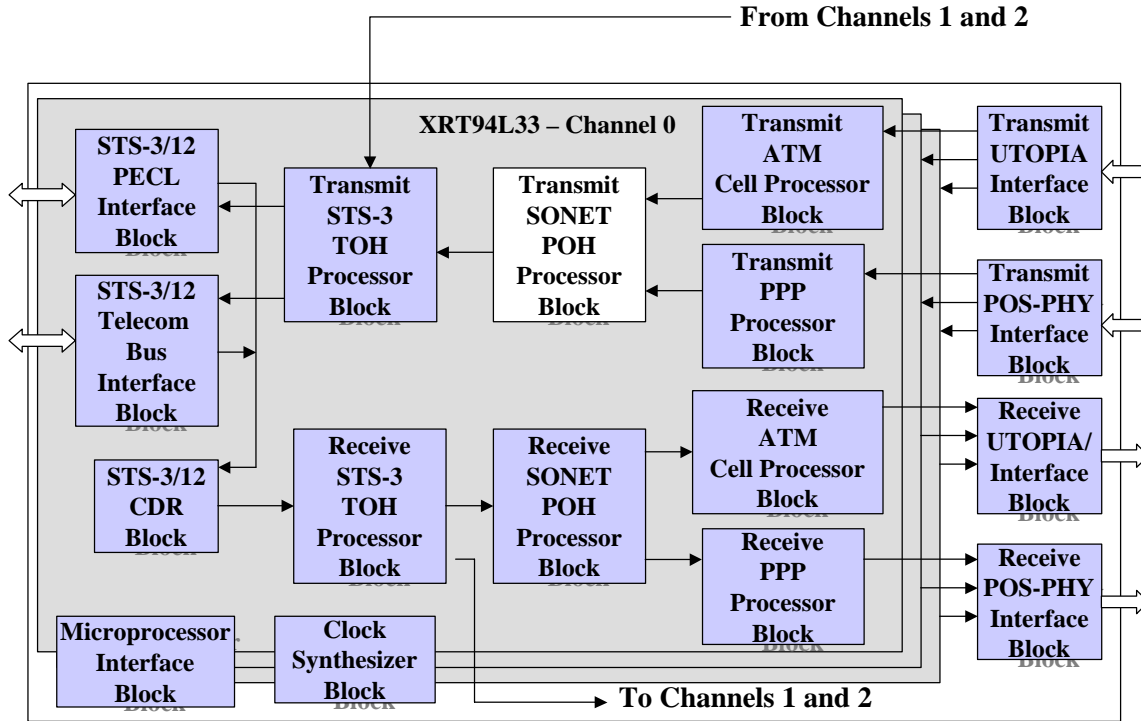 From Channels 1 and 2
XRT94L33 – Channel 0
STS-3/12
PECL
Interface
Block
Transmit
STS-3
TOH
Processor
Block
Transmit
SONET
POH
Processor
Block
Transmit
ATM
Cell Processor
Block
Transmit
UTOPIA
Interface
Block
STS-3/12
Telecom
Bus
Interface
Block
Transmit
PPP
Processor
Block
Transmit
POS-PHY
Interface
Block
STS-3/12
CDR
Block
Receive
STS-3
TOH
Processor
Block
Receive
SONET
POH
Processor
Block
Receive
ATM
Cell Processor
Block
Receive
UTOPIA/
Interface
Block
Receive
PPP
Processor
Block
Receive
POS-PHY
Interface
Block
Microprocessor
Interface
Block
Clock
Synthesizer
Block
To Channels 1 and 2